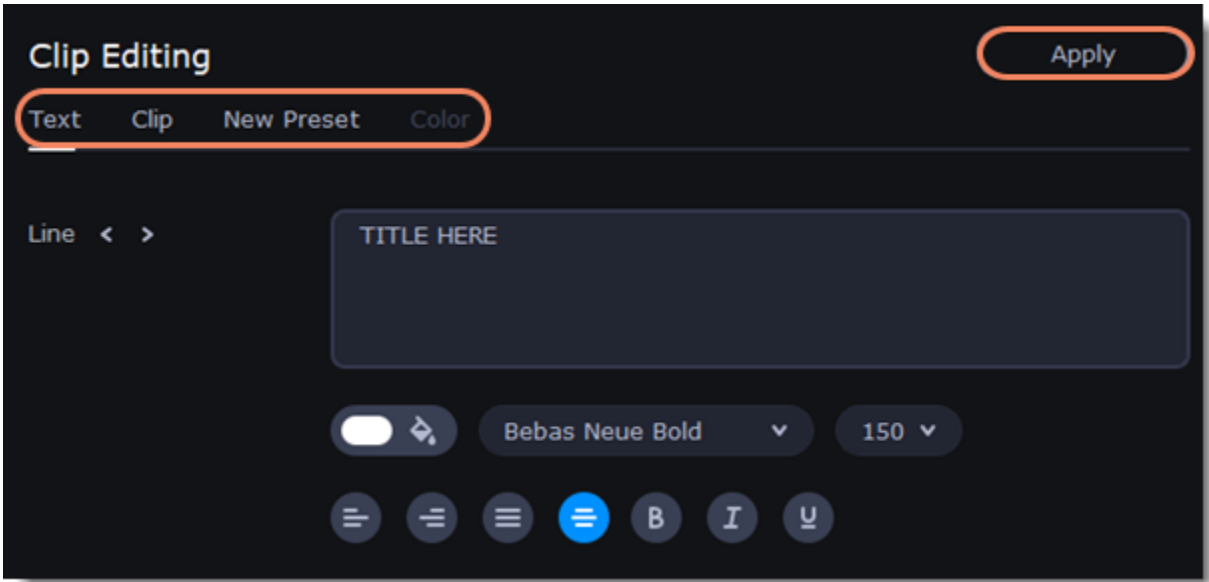 Clip Editing
Apply
Text Clip New Preset Color
Line < >
TITLE HERE
Bebas Neue Bold
150
B I U